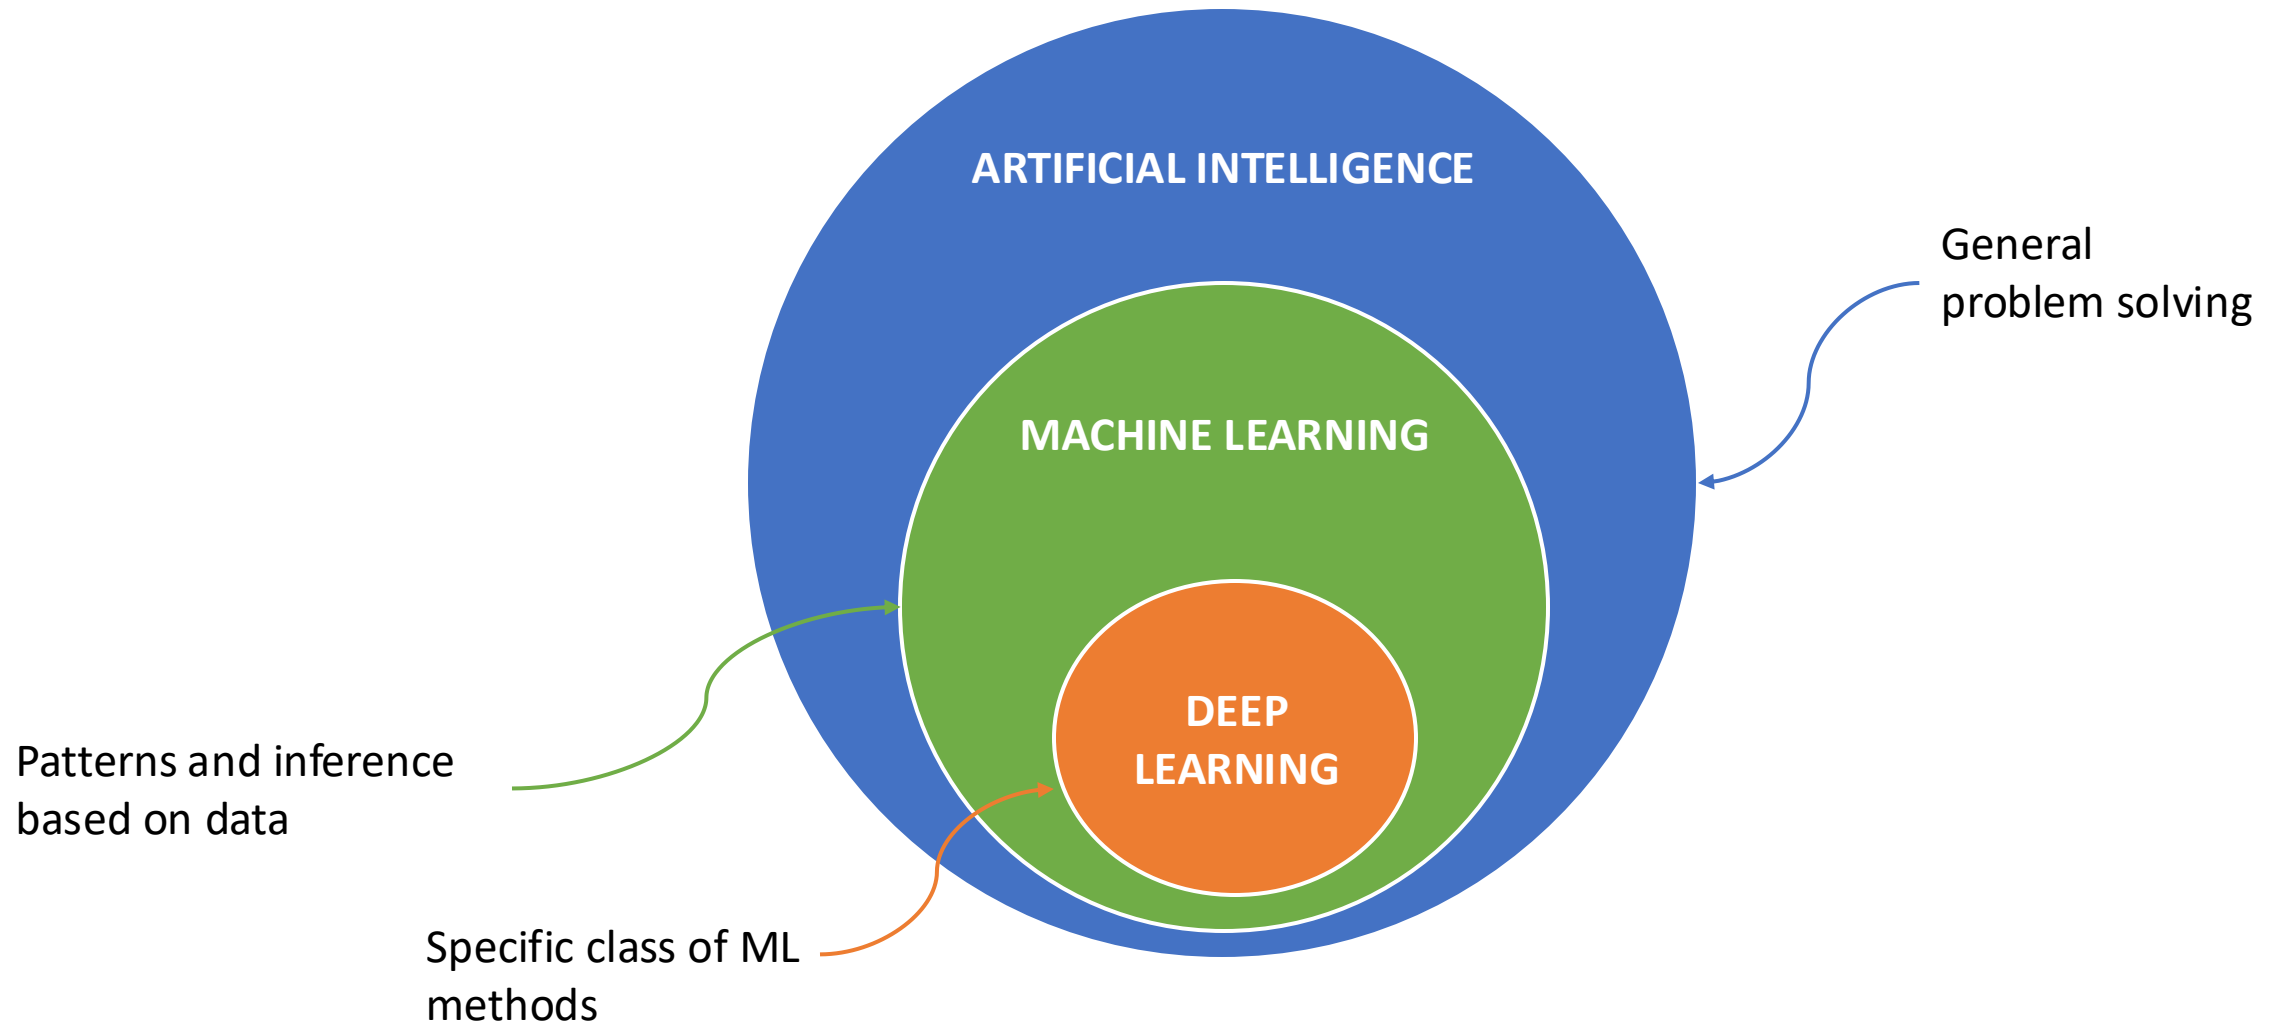 ARTIFICIAL INTELLIGENCE
General
problem solving
MACHINE LEARNING
DEEP
LEARNING
Patterns and inference
based on data
Specific class of ML
methods